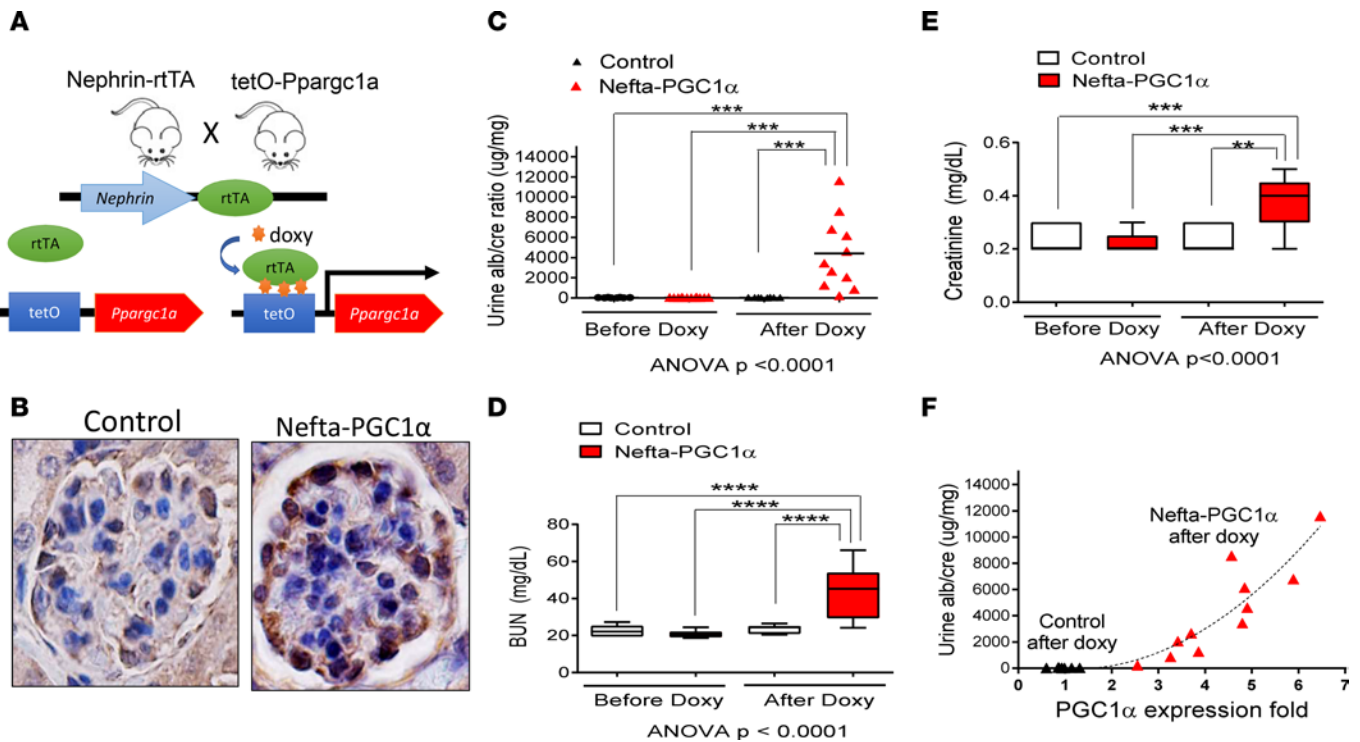 A
Nephrin-rtTA tetO-Ppargc1a
X
Nephrin rtTA
rtTA
doxy
rtTA
tetO Ppargc1a
tetO Ppargc1a
B
Control Nefta-PGC1α
C
Control
Nefta-PGC1α
***
***
***
Urine alb/cre ratio (ug/mg)
14000
12000
10000
8000
6000
4000
2000
0
Before Doxy After Doxy
ANOVA p <0.0001
D
Control
Nefta-PGC1α
****
****
****
BUN (mg/dL)
80
60
40
20
0
Before Doxy After Doxy
ANOVA p < 0.0001
E
Control
Nefta-PGC1α
***
***
**
Creatinine (mg/dL)
0.6
0.4
0.2
0.0
Before Doxy After Doxy
ANOVA p<0.0001
F
Urine alb/cre (ug/mg)
14000
12000
10000
8000
6000
4000
2000
0
Nefta-PGC1α
after doxy
Control
after doxy
0 1 2 3 4 5 6 7
PGC1α expression fold